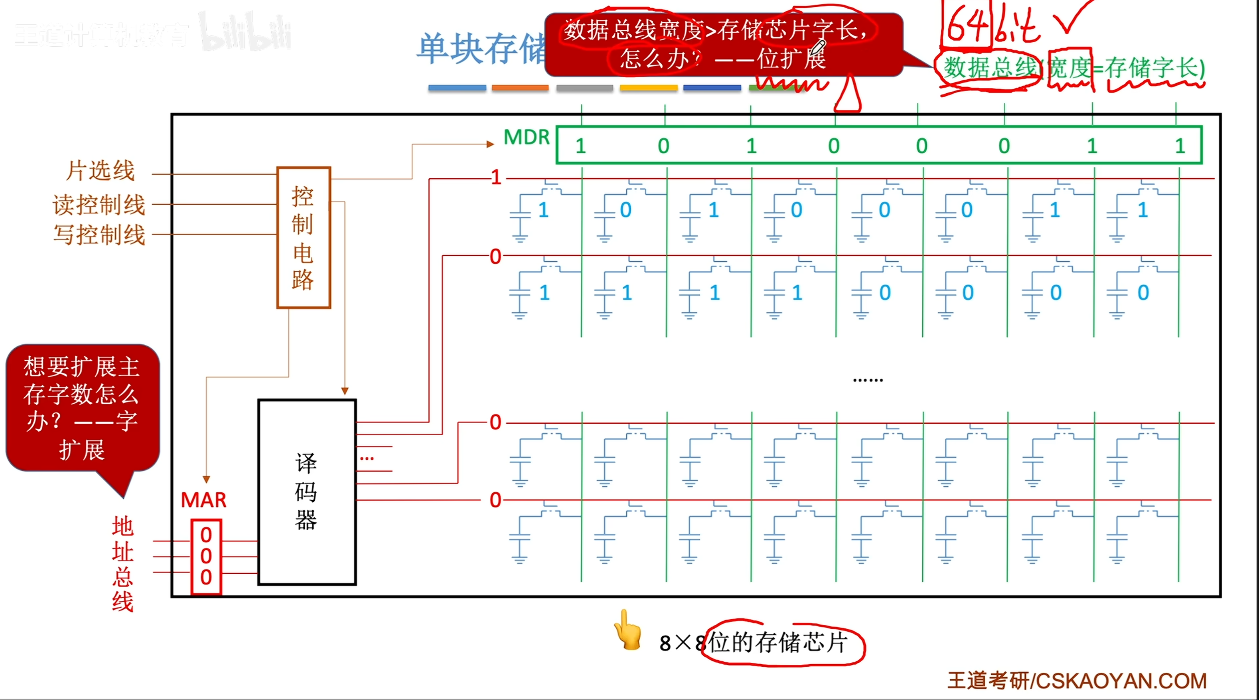 王道计算机教育 bilibili
单块存储
数据总线宽度>存储芯片字长，
怎么办？——位扩展
64bit
数据总线(宽度=存储字长)
MDR 1 0 1 0 0 0 1 1
片选线
读控制线
写控制线
控制电路
1
1 0 1 0 0 0 1 1
0
1 1 1 1 0 0 0 0
......
想要扩展主
存字数怎么
办？——字
扩展
译码器
...
0
0
MAR
0
0
0
地址总线
8×8位的存储芯片
王道考研/CSKAOYAN.COM